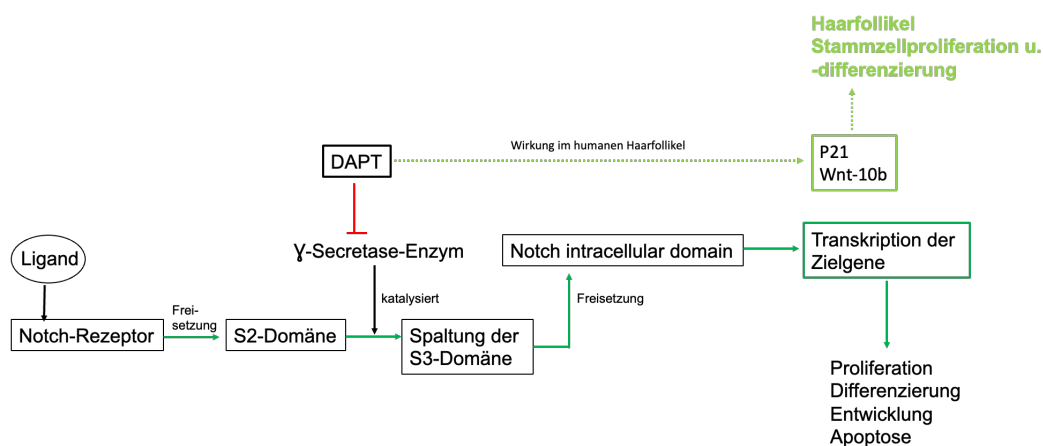 Haarfollikel
Stammzellproliferation u.
-differenzierung
Wirkung im humanen Haarfollikel
DAPT
P21
Wnt-10b
Ɣ-Secretase-Enzym
Notch intracellular domain
Transkription der
Zielgene
Ligand
katalysiert
Freisetzung
Frei-
setzung
Notch-Rezeptor
S2-Domäne
Spaltung der
S3-Domäne
Proliferation
Differenzierung
Entwicklung
Apoptose